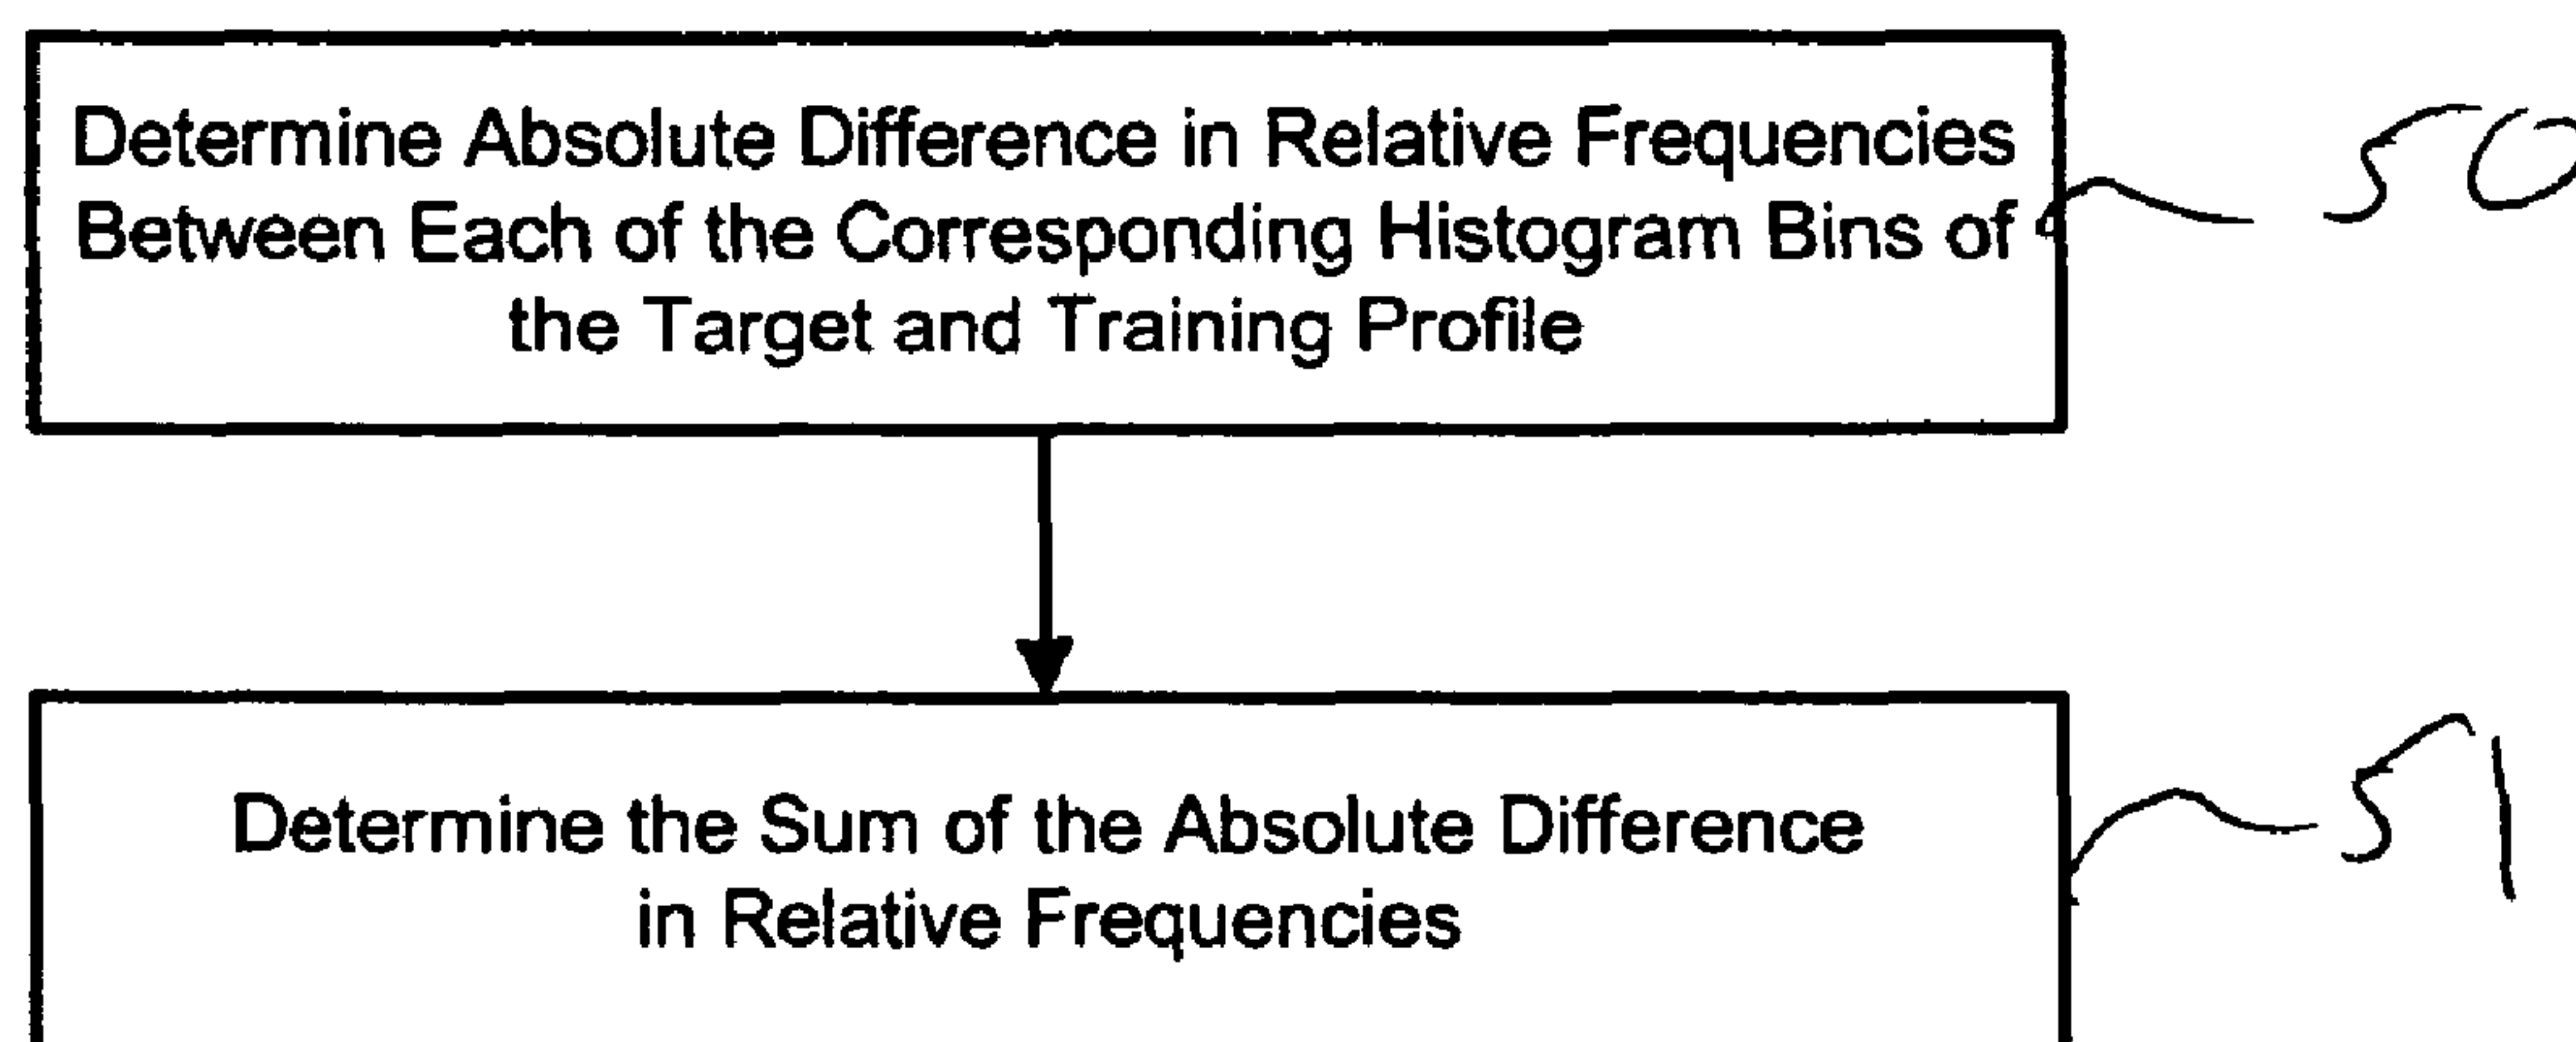 Determine Absolute Difference in Relative Frequencies
Between Each of the Corresponding Histogram Bins of
the Target and Training Profile
50
Determine the Sum of the Absolute Difference
in Relative Frequencies
51